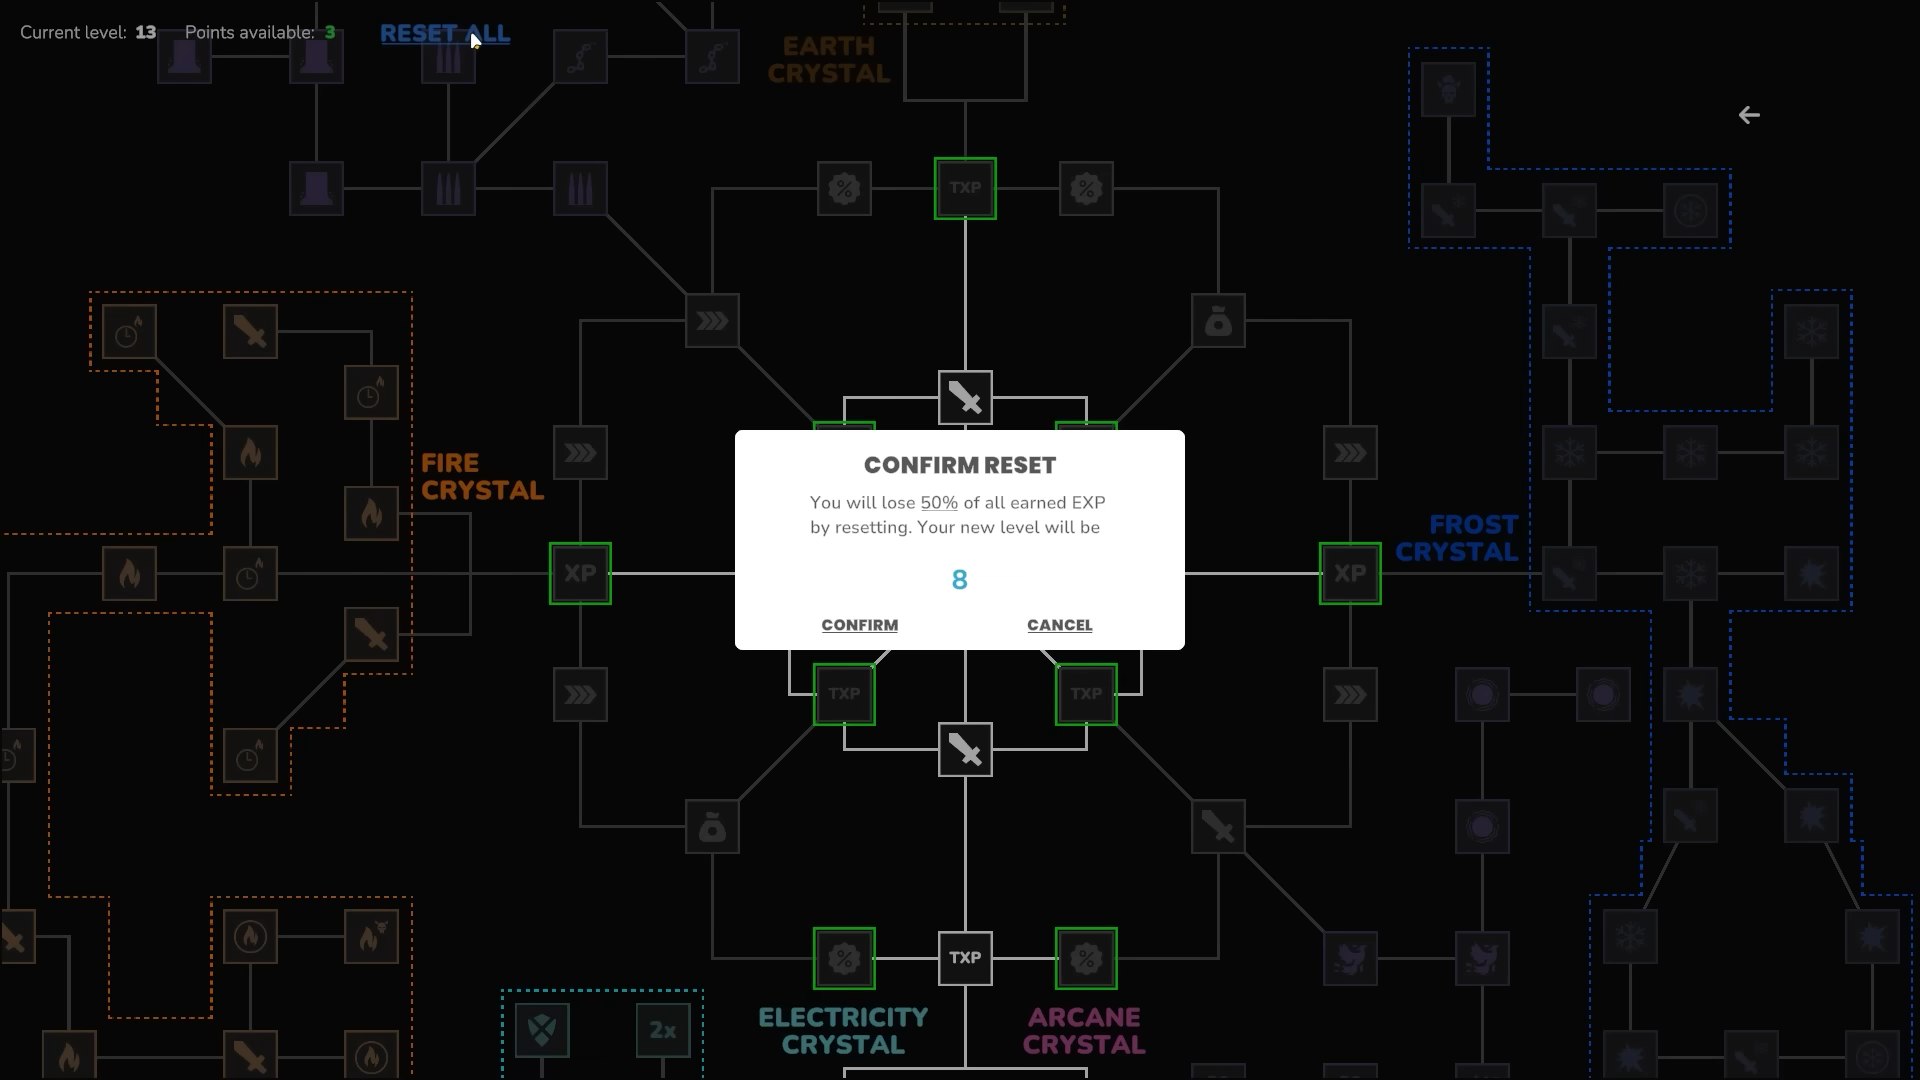 Current level: 13 Points available: 3 RESET ALL
EARTH
CRYSTAL
TXP
FIRE
CRYSTAL
CONFIRM RESET
You will lose 50% of all earned EXP
by resetting. Your new level will be
8
CONFIRM CANCEL
FROST
CRYSTAL
XP
XP
TXP
TXP
TXP
2x
ELECTRICITY
CRYSTAL
ARCANE
CRYSTAL